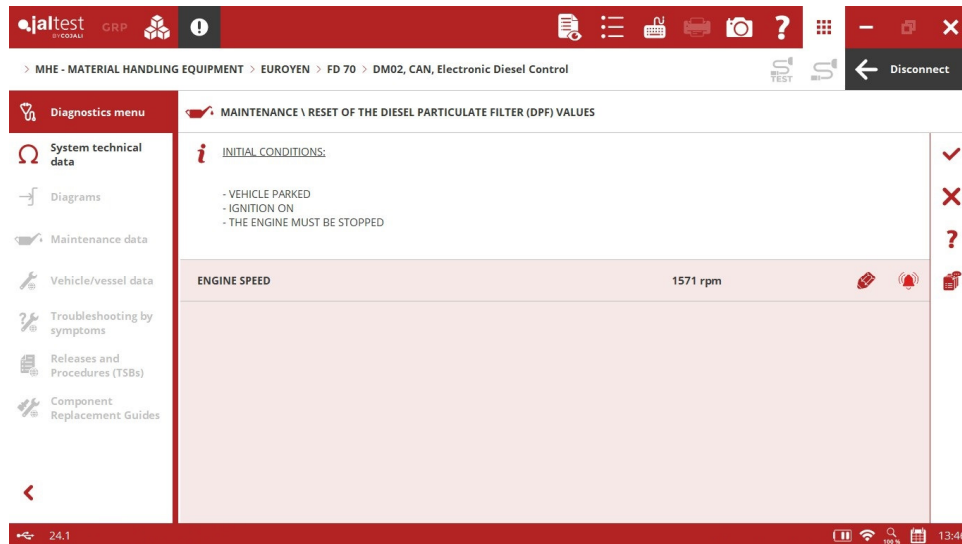 jaltest GRP
BY COJALI
> MHE - MATERIAL HANDLING EQUIPMENT > EUROYEN > FD 70 > DM02, CAN, Electronic Diesel Control
TEST
Disconnect
Diagnostics menu
MAINTENANCE \ RESET OF THE DIESEL PARTICULATE FILTER (DPF) VALUES
System technical
data
Diagrams
Maintenance data
Vehicle/vessel data
Troubleshooting by
symptoms
Releases and
Procedures (TSBs)
Component
Replacement Guides
INITIAL CONDITIONS:
- VEHICLE PARKED
- IGNITION ON
- THE ENGINE MUST BE STOPPED
ENGINE SPEED 1571 rpm
24.1
100 %